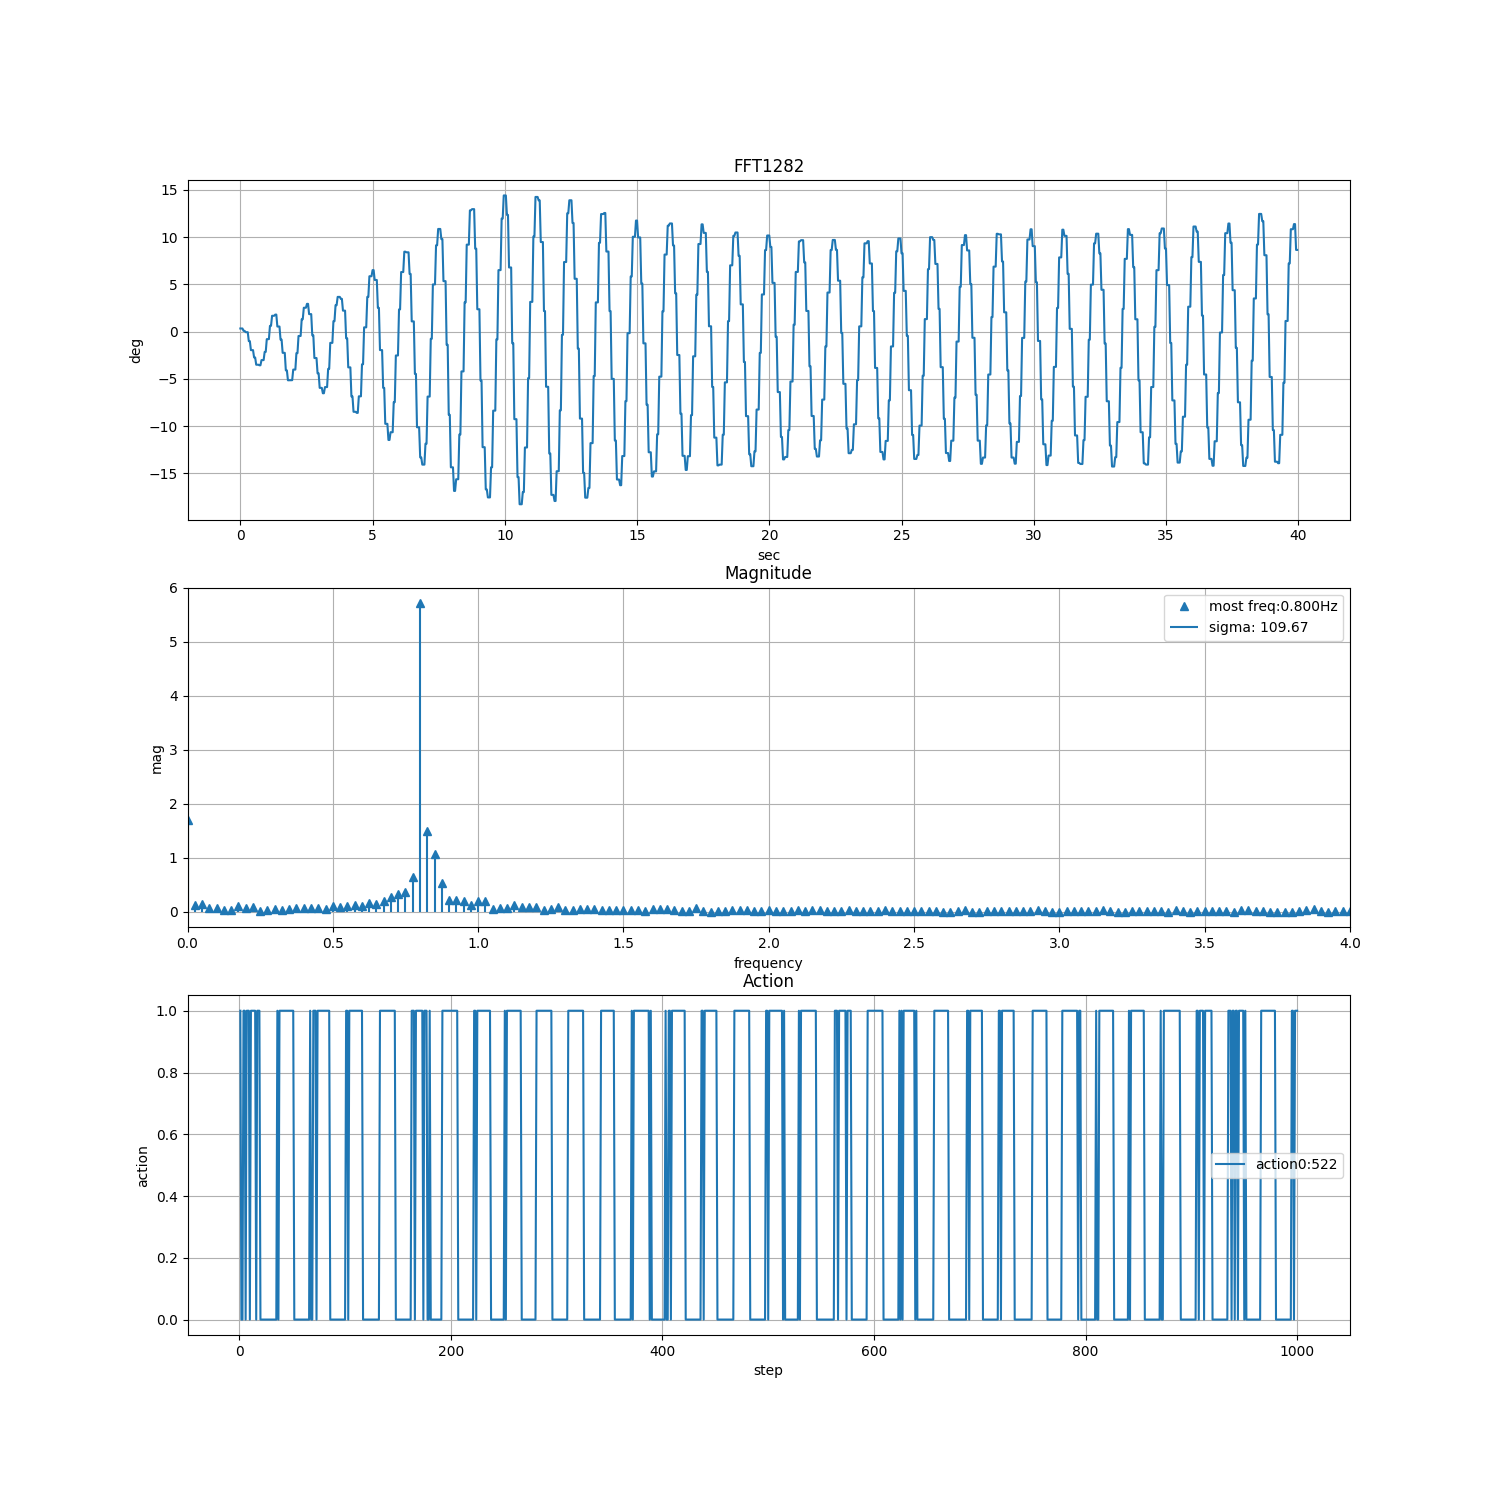 FFT1282
15
10
5
0
−5
−10
−15
deg
0 5 10 15 20 25 30 35 40
sec
Magnitude
6
5
4
3
2
1
0
mag
most freq:0.800Hz
sigma: 109.67
0.0 0.5 1.0 1.5 2.0 2.5 3.0 3.5 4.0
frequency
Action
1.0
0.8
0.6
0.4
0.2
0.0
action
action0:522
0 200 400 600 800 1000
step